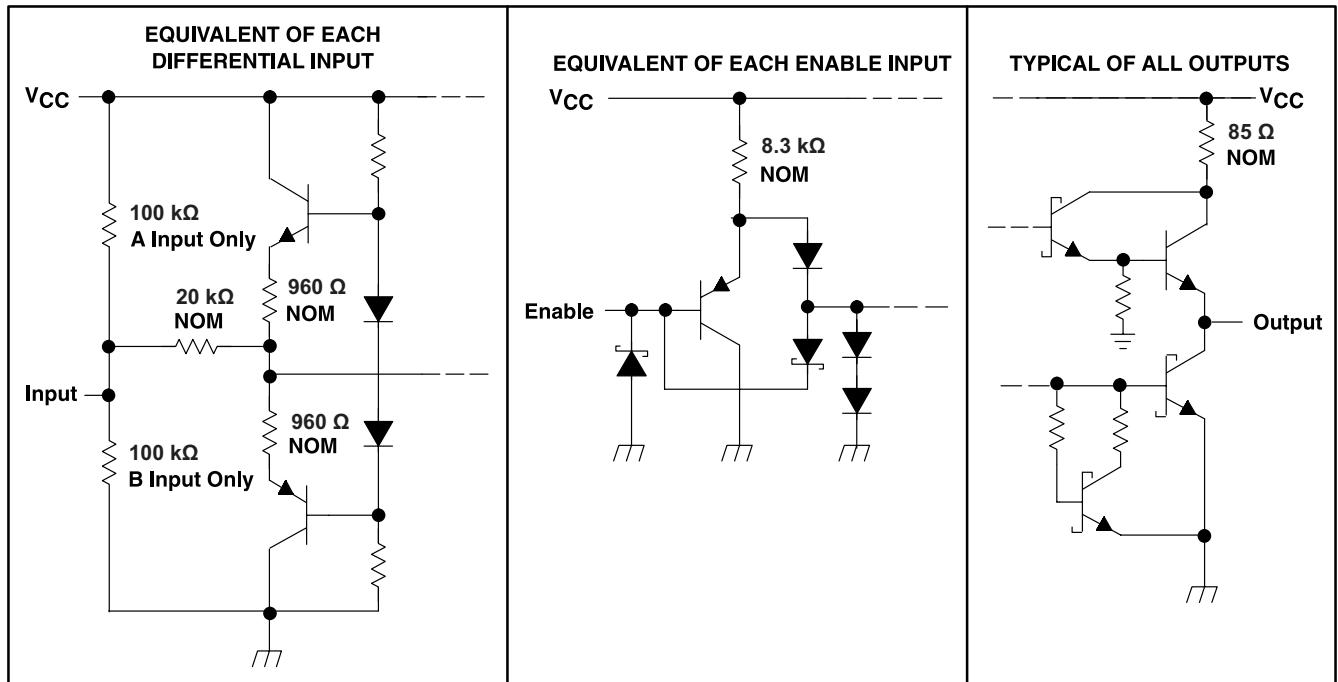 EQUIVALENT OF EACH
DIFFERENTIAL INPUT
VCC
100 kΩ
A Input Only
20 kΩ
NOM
960 Ω
NOM
Input
960 Ω
NOM
100 kΩ
B Input Only
EQUIVALENT OF EACH ENABLE INPUT
VCC
8.3 kΩ
NOM
Enable
TYPICAL OF ALL OUTPUTS
VCC
85 Ω
NOM
Output